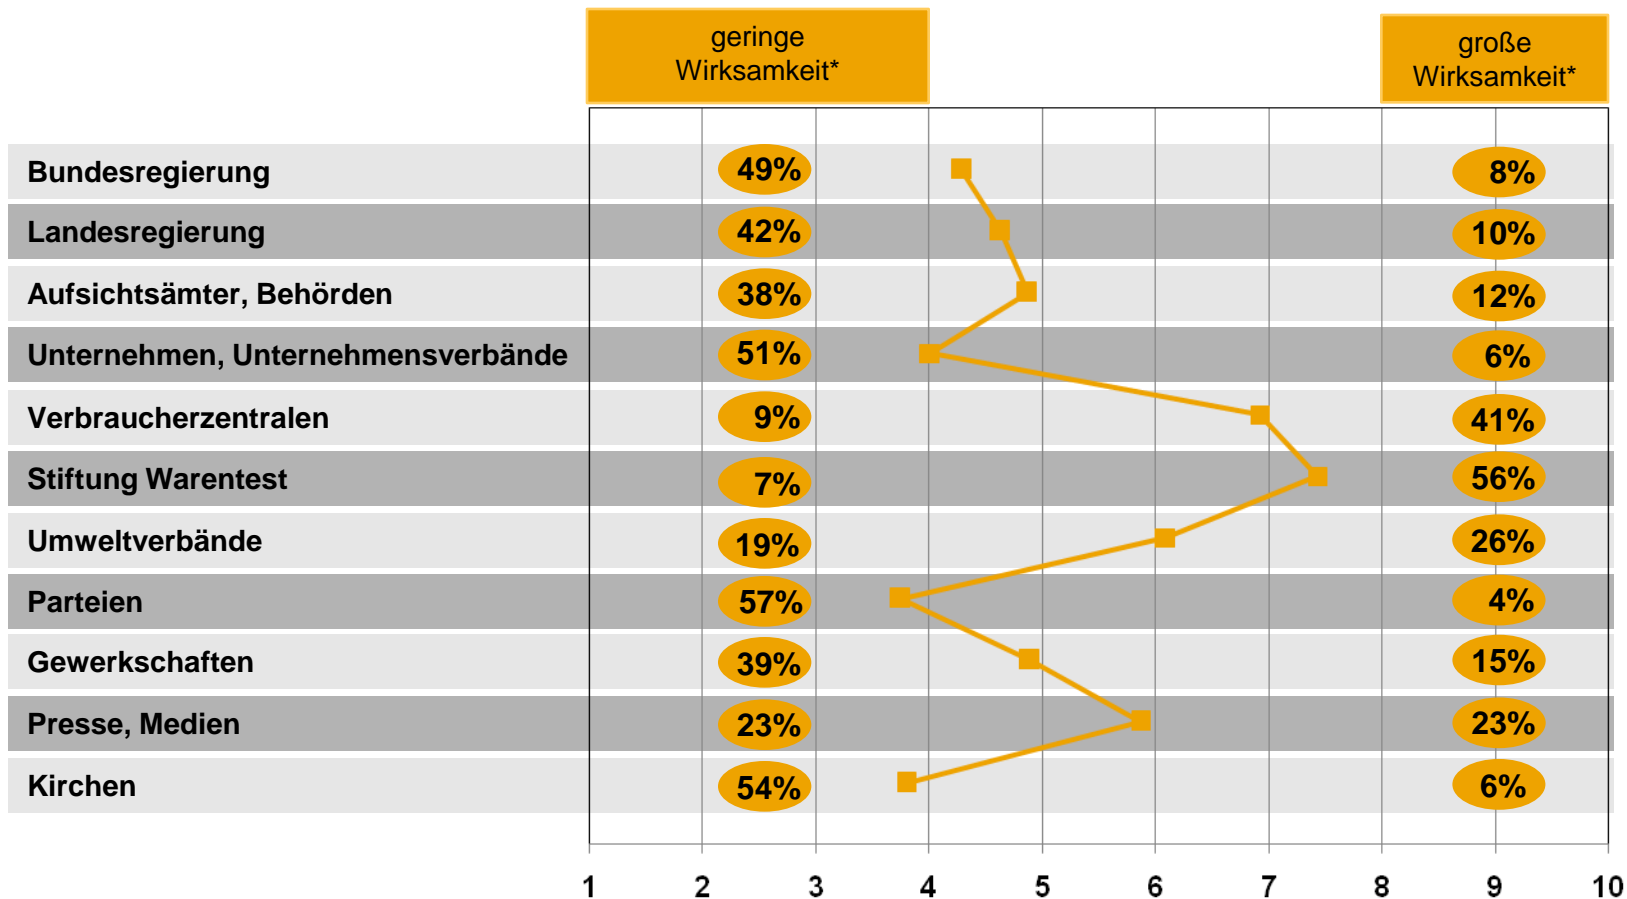 geringe
Wirksamkeit*
große
Wirksamkeit*
Bundesregierung 49% 8%
Landesregierung 42% 10%
Aufsichtsämter, Behörden 38% 12%
Unternehmen, Unternehmensverbände 51% 6%
Verbraucherzentralen 9% 41%
Stiftung Warentest 7% 56%
Umweltverbände 19% 26%
Parteien 57% 4%
Gewerkschaften 39% 15%
Presse, Medien 23% 23%
Kirchen 54% 6%
1 2 3 4 5 6 7 8 9 10